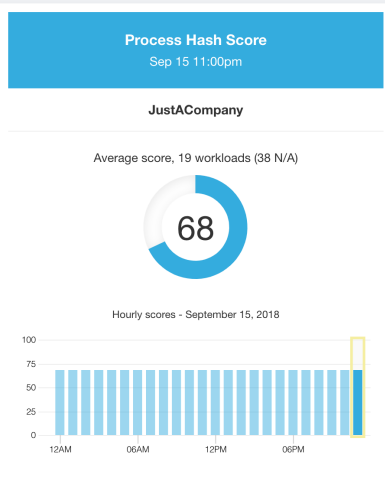 Process Hash Score
Sep 15 11:00pm
JustACompany
Average score, 19 workloads (38 N/A)
68
Hourly scores - September 15, 2018
100
75
50
25
0
12AM 06AM 12PM 06PM